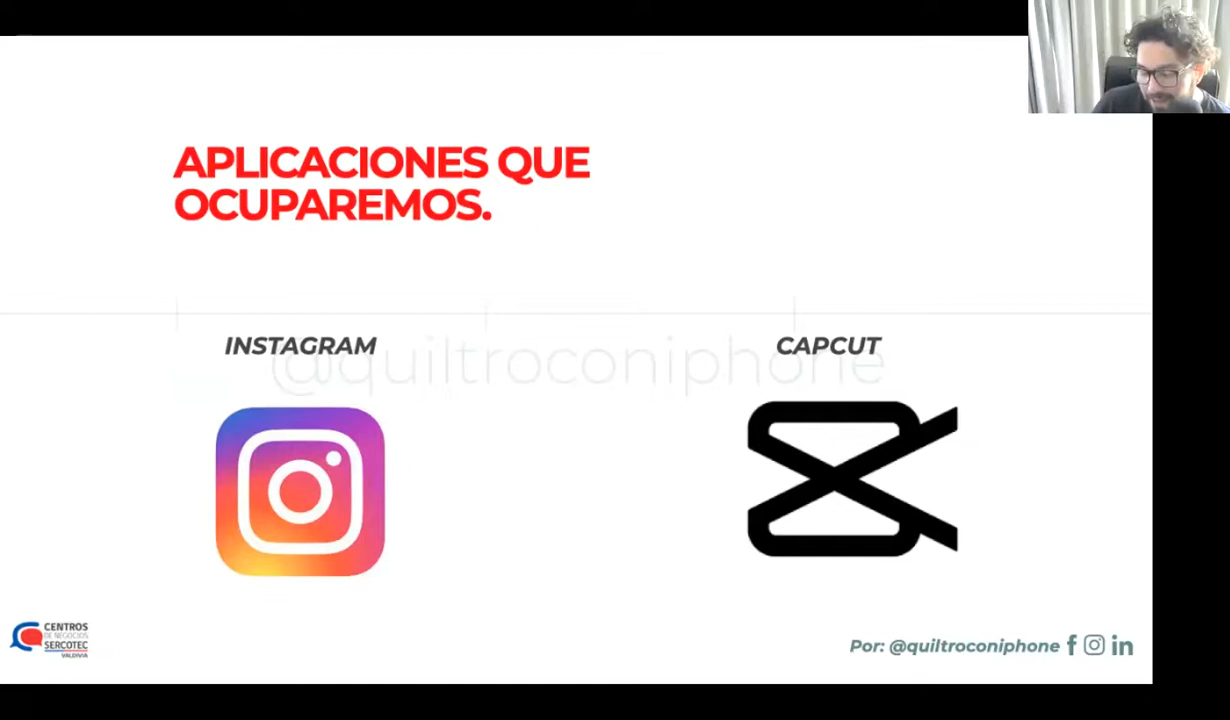 APLICACIONES QUE
OCUPAREMOS.
INSTAGRAM
CAPCUT
@quiltroconiphone
CENTROS
DE NEGOCIOS
SERCOTEC
VALDIVIA
Por: @quiltroconiphone